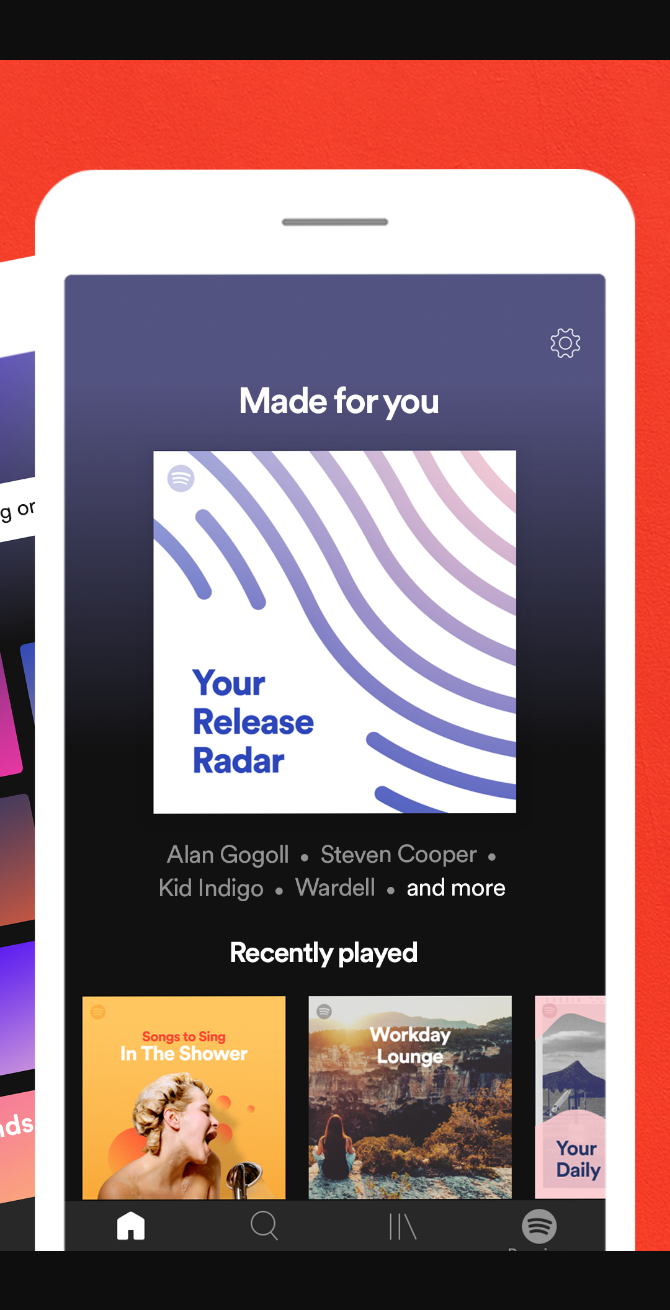 g or
nds
Made for you
Your
Release
Radar
Alan Gogoll • Steven Cooper •
Kid Indigo • Wardell • and more
Recently played
Songs to Sing
In The Shower
Workday
Lounge
Your
Daily